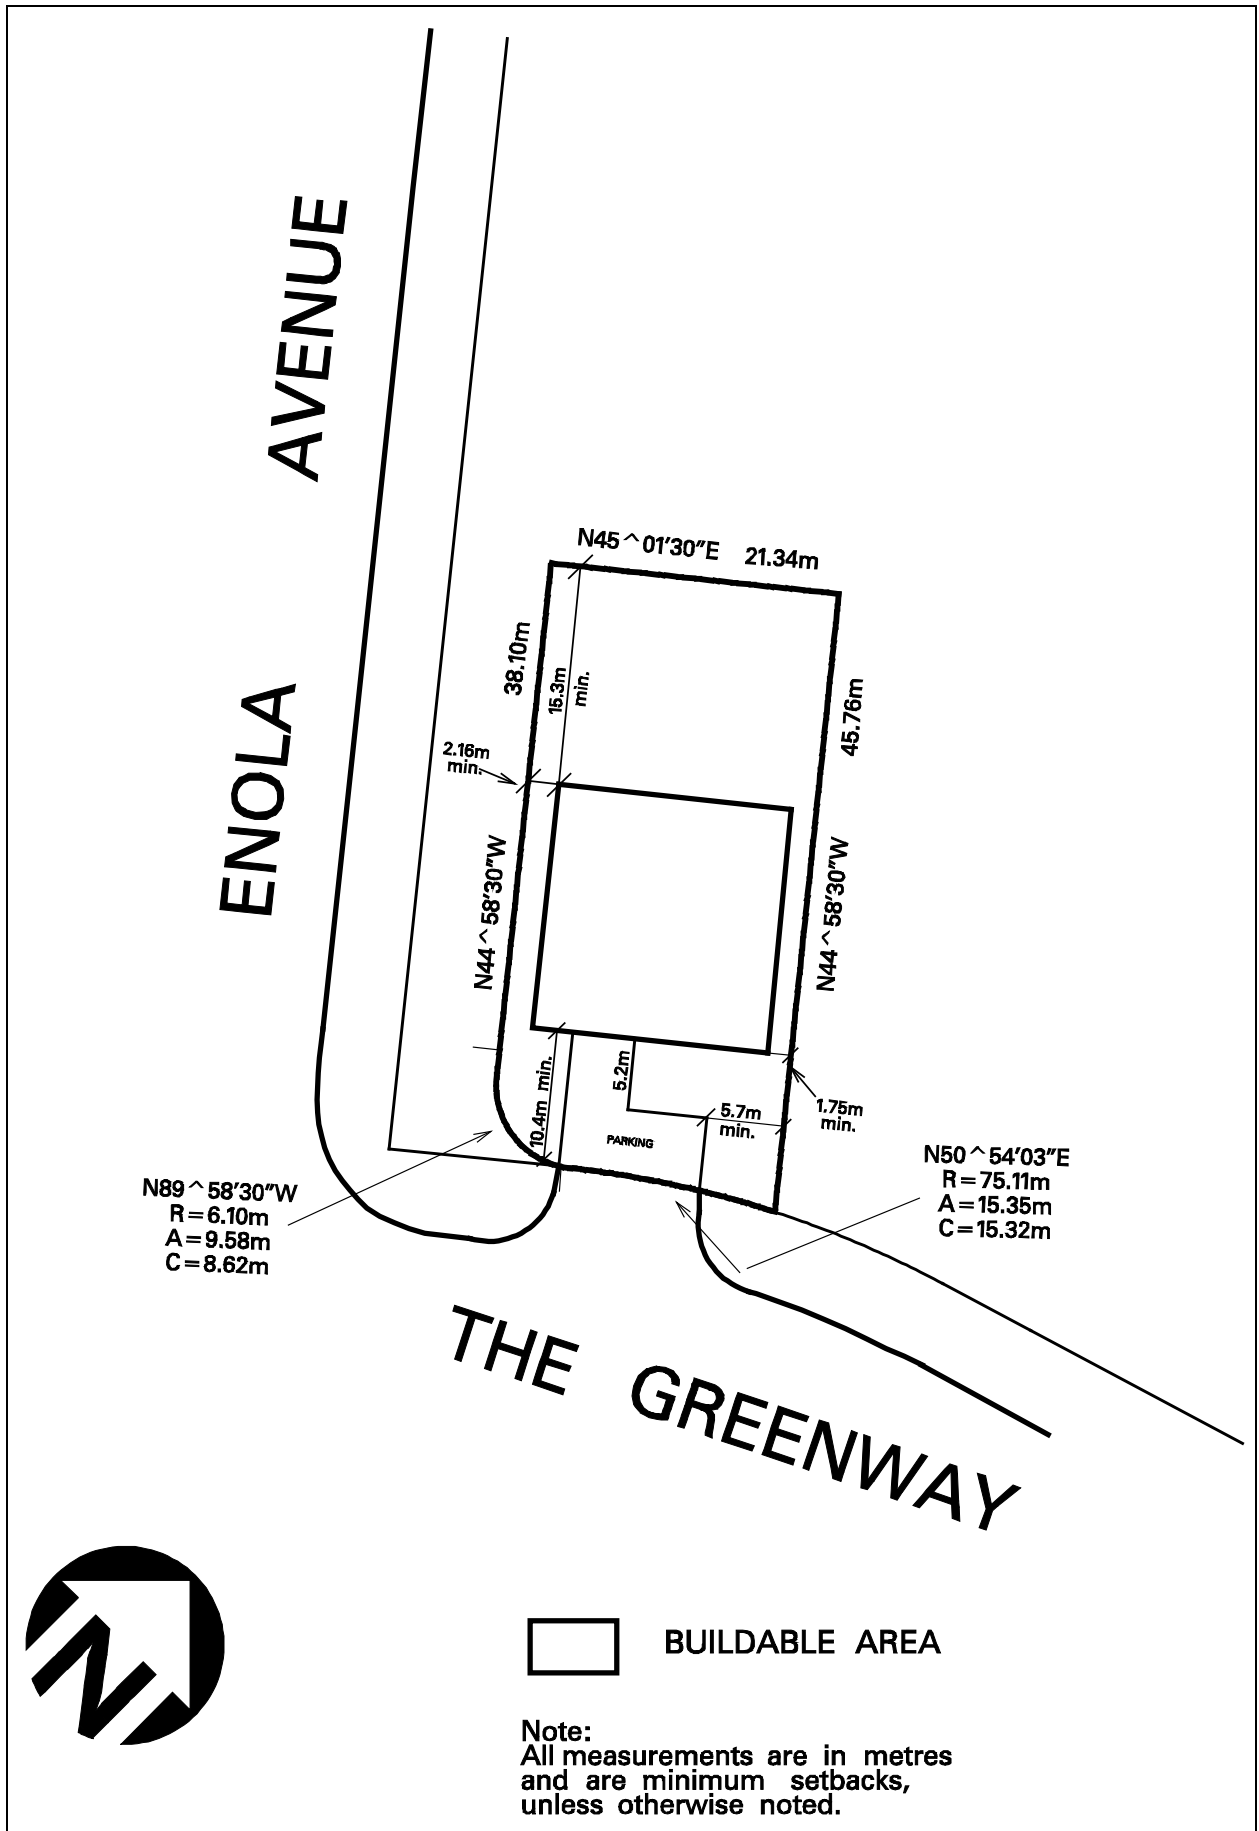 ENOLA AVENUE
N45^01'30"E 21.34m
38.10m
15.3m
min.
45.76m
2.16m
min.
N44^58'30"W
N44^58'30"W
10.4m min.
5.2m
5.7m
min.
1.75m
min.
PARKING
N50^54'03"E
R=75.11m
A=15.35m
C=15.32m
N89^58'30"W
R=6.10m
A=9.58m
C=8.62m
THE GREENWAY
N
BUILDABLE AREA
Note:
All measurements are in metres
and are minimum setbacks,
unless otherwise noted.